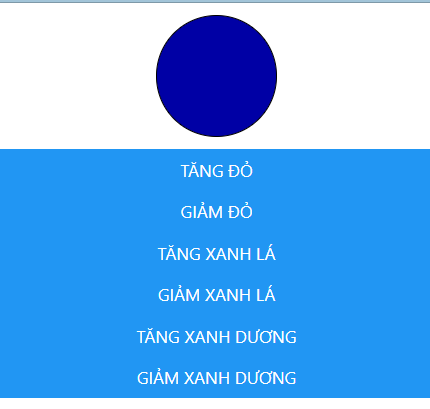 TĂNG ĐỎ
GIẢM ĐỎ
TĂNG XANH LÁ
GIẢM XANH LÁ
TĂNG XANH DƯƠNG
GIẢM XANH DƯƠNG